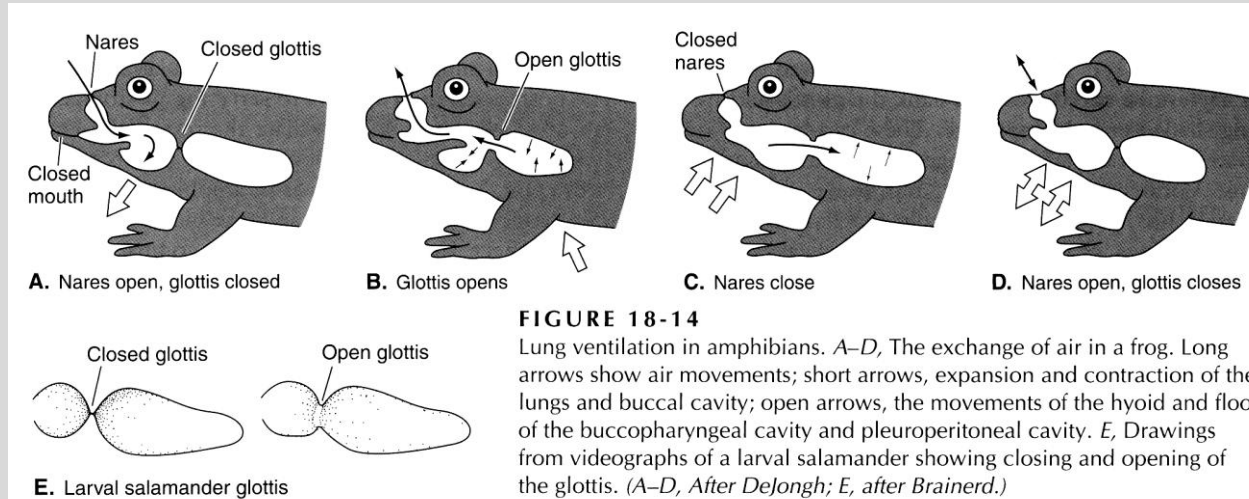 Nares
Closed glottis
Closed
mouth
A. Nares open, glottis closed
Open glottis
B. Glottis opens
Closed
nares
C. Nares close
D. Nares open, glottis closes
Closed glottis
Open glottis
E. Larval salamander glottis
FIGURE 18-14
Lung ventilation in amphibians. A–D, The exchange of air in a frog. Long
arrows show air movements; short arrows, expansion and contraction of the
lungs and buccal cavity; open arrows, the movements of the hyoid and floo
of the buccopharyngeal cavity and pleuroperitoneal cavity. E, Drawings
from videographs of a larval salamander showing closing and opening of
the glottis. (A–D, After DeJongh; E, after Brainerd.)